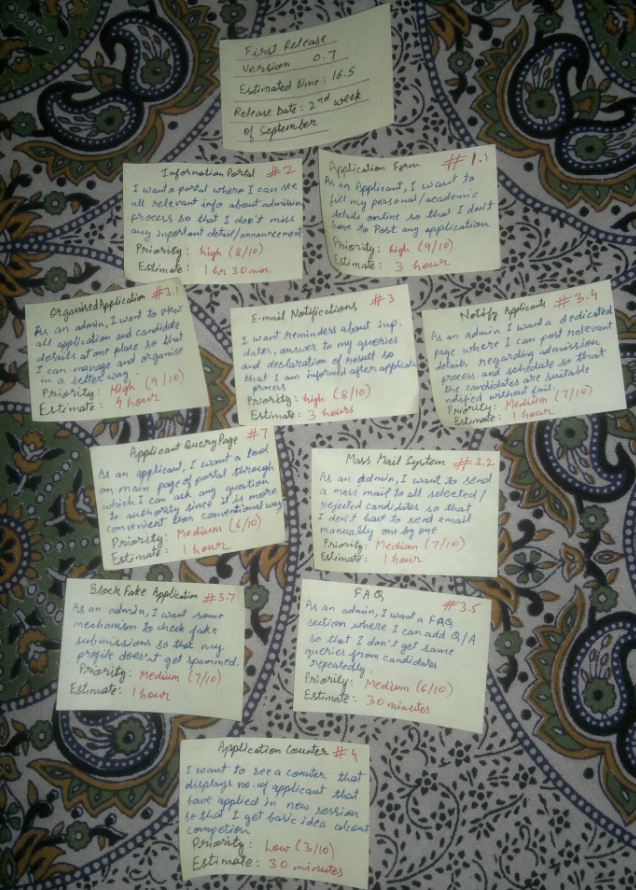 First Release
Version 0.7
Estimated time: 16.5
Release Date: 2nd week
of September
Information Portal #2
I want a portal where I can see
all relevant info about admission
process so that I don't miss
any important detail/announcement
Priority: high (8/10)
Estimate: 1 hr 30 min
Application Form #1.1
As an Applicant, I want to
fill my personal/academic
details online so that I don't
have to Post any application
Priority: high (9/10)
Estimate: 3 hour
Organised Application #3.1
As an admin, I want to view
all application and candidate
details at one place so that
I can manage and organise
in a better way.
Priority: High (9/10)
Estimate: 4 hour
E-mail Notifications #3
I want reminders about imp.
dates, answer to my queries
and declaration of result so
that I am informed after applicatn
process
Priority: high (8/10)
Estimate: 3 hours
Notify Applicants #3.4
As an admin I want a dedicated
page where I can post relevant
details regarding admission
process and schedule so that
the candidates are suitable
notified without fail.
Priority: Medium (7/10)
Estimate: 1 hour
Applicant Query Page #7
As an applicant, I want a tool
on main page of portal through
which I can ask any question
to authority since it is more
convenient than conventional way
Priority: Medium (6/10)
Estimate: 1 hour
Mass Mail System #3.2
As an admin, I want to send
a mass mail to all selected/
rejected candidates so that
I don't have to send email
manually one by one
Priority: Medium (7/10)
Estimate: 1 hour
Block Fake Application #3.7
As an admin, I want some
mechanism to check fake
submissions so that my
profile doesn't get spammed.
Priority: Medium (7/10)
Estimate: 1 hour
FAQ #3.5
As an admin, I want a FAQ
section where I can add Q/A
so that I don't get same
queries from candidates
repeatedly.
Priority: Medium (6/10)
Estimate: 30 minutes
Application Counter #4
I want to see a counter that
displays no. of applicant that
have applied in new session
so that I get basic idea about
competion
Priority: Low (3/10)
Estimate: 30 minutes